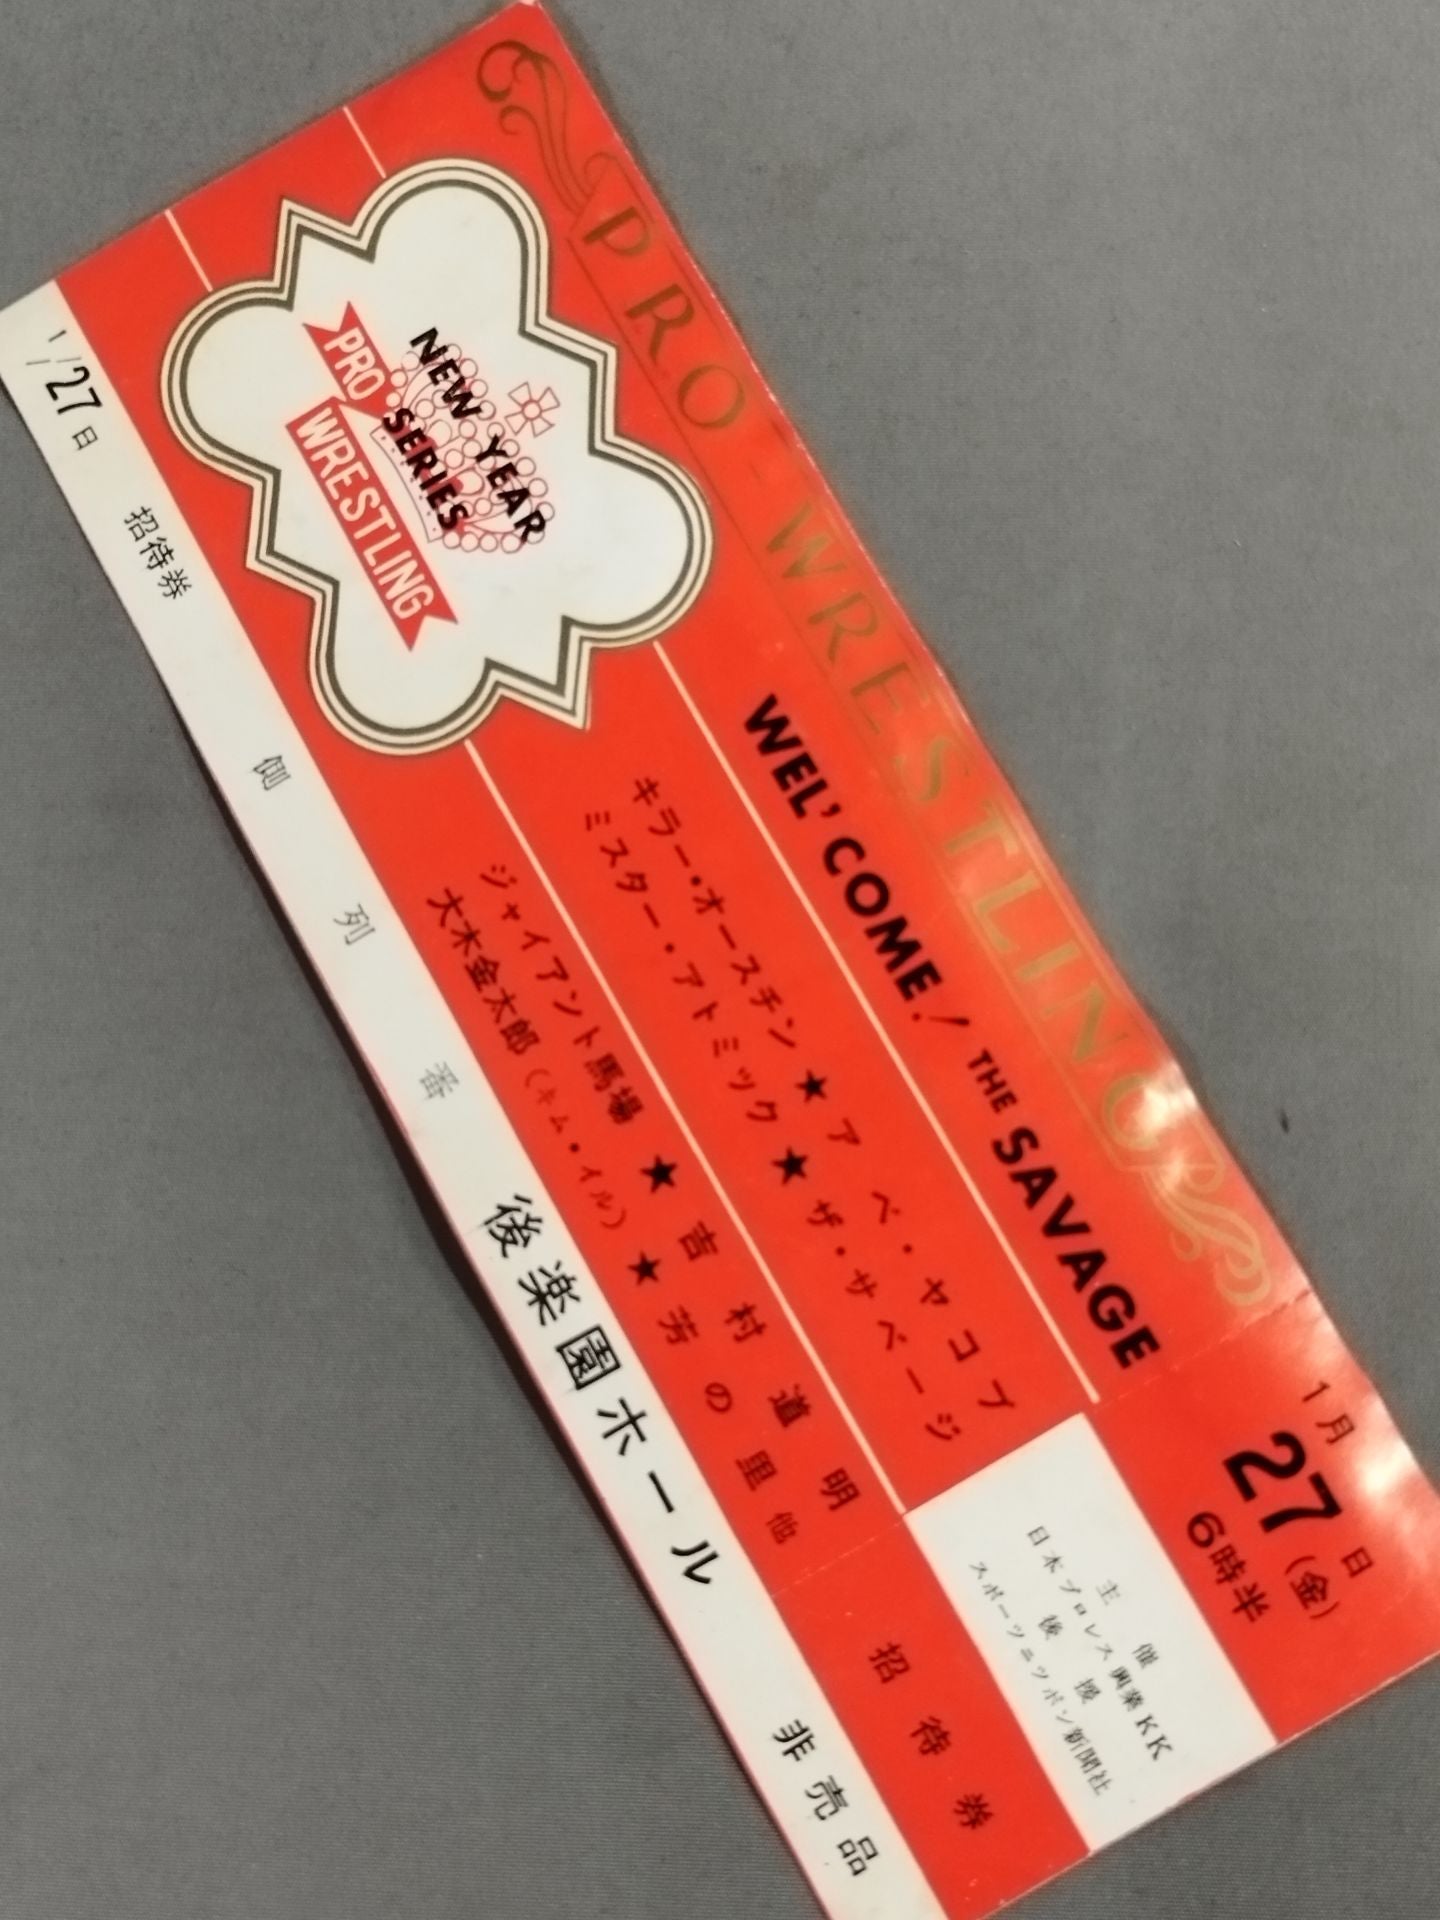 PRO-WRESTLING
NEW YEAR
SERIES
PRO WRESTLING
WEL'COME! THE SAVAGE
キラー・オースチン★アベ・ヤコブ
ミスター・アトミック★ザ・サベージ
ジャイアント馬場★吉村道明
大木金太郎(キム・イル)★芳の里他
1月27日(金)
6時半
主催
日本プロレス興業KK
後援
スポーツニッポン新聞社
招待券
1/27日 招待券 側 列 番 後楽園ホール 非売品